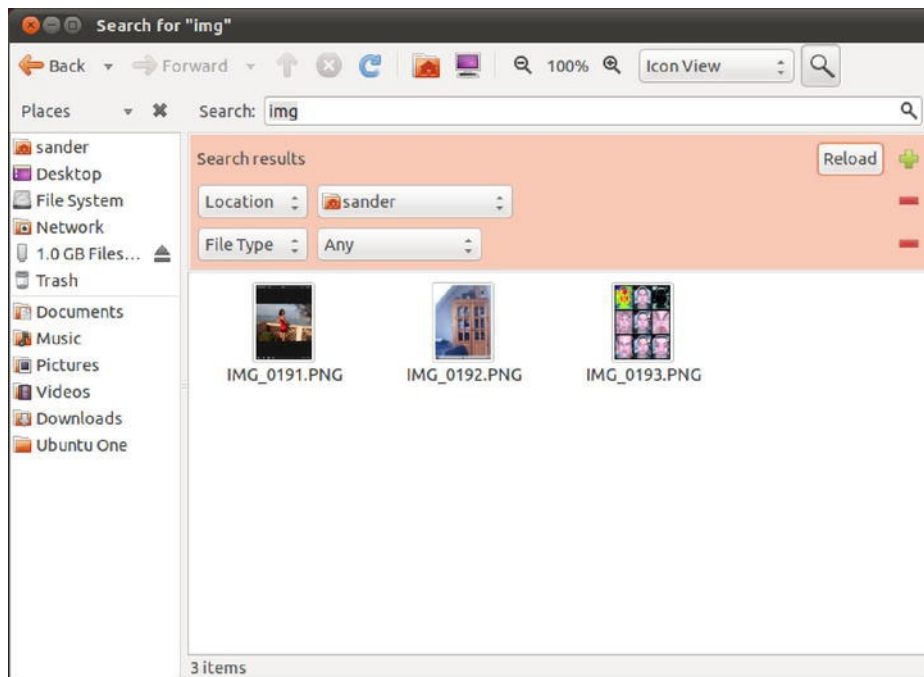 Search for "img"
Back Forward 100% Icon View
Places Search: img
sander
Desktop
File System
Network
1.0 GB Files...
Trash
Documents
Music
Pictures
Videos
Downloads
Ubuntu One
Search results Reload
Location sander
File Type Any
IMG_0191.PNG IMG_0192.PNG IMG_0193.PNG
3 items